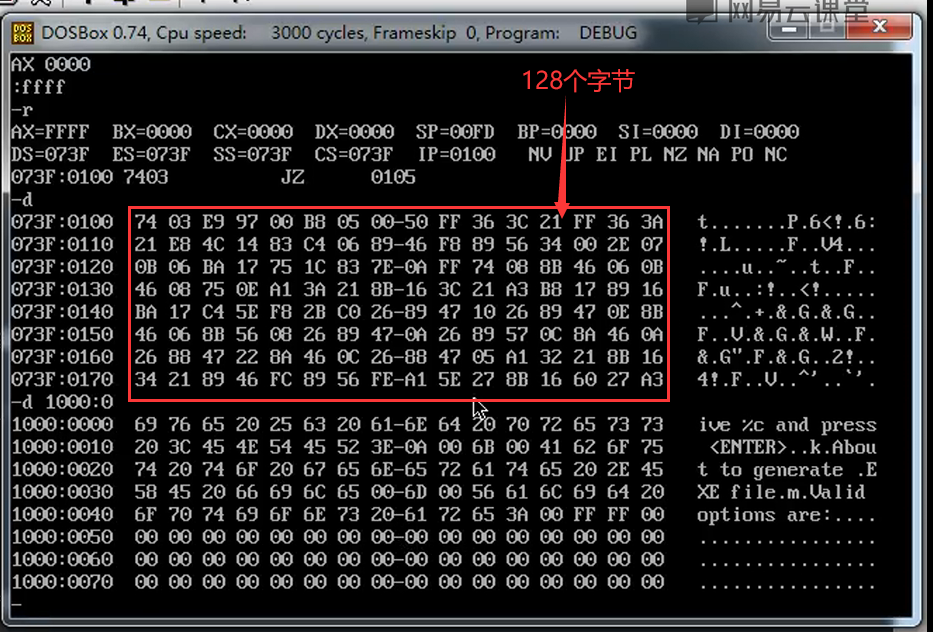 网易云课堂
DOSBox 0.74, Cpu speed: 3000 cycles, Frameskip 0, Program: DEBUG
AX 0000
:ffff
-r
AX=FFFF BX=0000 CX=0000 DX=0000 SP=00FD BP=0000 SI=0000 DI=0000
DS=073F ES=073F SS=073F CS=073F IP=0100 NV UP EI PL NZ NA PO NC
073F:0100 7403 JZ 0105
-d
128个字节
073F:0100 74 03 E9 97 00 B8 05 00-50 FF 36 3C 21 FF 36 3A t.......P.6<!.6:
073F:0110 21 E8 4C 14 83 C4 06 89-46 F8 89 56 34 00 2E 07 !.L.....F..V4...
073F:0120 0B 06 BA 17 75 1C 83 7E-0A FF 74 08 8B 46 06 0B ....u..~..t..F..
073F:0130 46 08 75 0E A1 3A 21 8B-16 3C 21 A3 B8 17 89 16 F.u..:!..<!.....
073F:0140 BA 17 C4 5E F8 2B C0 26-89 47 10 26 89 47 0E 8B ...^.+.&.G.&.G..
073F:0150 46 06 8B 56 08 26 89 47-0A 26 89 57 0C 8A 46 0A F..V.&.G.&.W..F.
073F:0160 26 88 47 22 8A 46 0C 26-88 47 05 A1 32 21 8B 16 &.G".F.&.G..2!..
073F:0170 34 21 89 46 FC 89 56 FE-A1 5E 27 8B 16 60 27 A3 4!.F..V..^'..`'.
-d 1000:0
1000:0000 69 76 65 20 25 63 20 61-6E 64 20 70 72 65 73 73 ive %c and press
1000:0010 20 3C 45 4E 54 45 52 3E-0A 00 6B 00 41 62 6F 75 <ENTER>..k.Abou
1000:0020 74 20 74 6F 20 67 65 6E-65 72 61 74 65 20 2E 45 t to generate .E
1000:0030 58 45 20 66 69 6C 65 00-6D 00 56 61 6C 69 64 20 XE file.m.Valid
1000:0040 6F 70 74 69 6F 6E 73 20-61 72 65 3A 00 FF FF 00 options are:....
1000:0050 00 00 00 00 00 00 00 00-00 00 00 00 00 00 00 00 ................
1000:0060 00 00 00 00 00 00 00 00-00 00 00 00 00 00 00 00 ................
1000:0070 00 00 00 00 00 00 00 00-00 00 00 00 00 00 00 00 ................
-